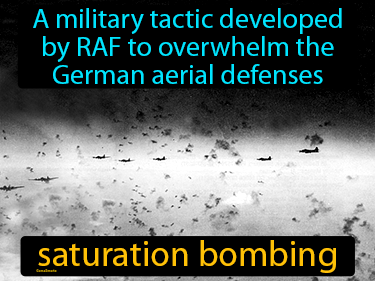 A military tactic developed
by RAF to overwhelm the
German aerial defenses
saturation bombing